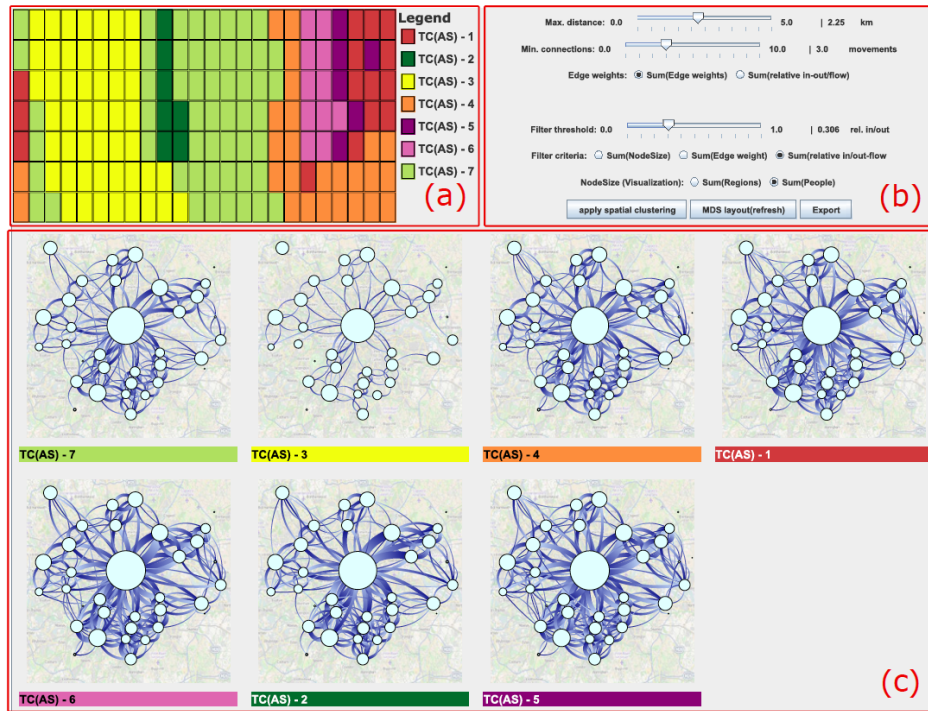 Legend
TC(AS) - 1
TC(AS) - 2
TC(AS) - 3
TC(AS) - 4
TC(AS) - 5
TC(AS) - 6
TC(AS) - 7
(a)
Max. distance: 0.0 5.0 | 2.25 km
Min. connections: 0.0 10.0 | 3.0 movements
Edge weights: Sum(Edge weights) Sum(relative in-out/flow)
Filter threshold: 0.0 1.0 | 0.306 rel. in/out
Filter criteria: Sum(NodeSize) Sum(Edge weight) Sum(relative in/out-flow
NodeSize (Visualization): Sum(Regions) Sum(People)
apply spatial clustering MDS layout(refresh) Export
(b)
TC(AS) - 7 TC(AS) - 3 TC(AS) - 4 TC(AS) - 1
TC(AS) - 6 TC(AS) - 2 TC(AS) - 5
(c)